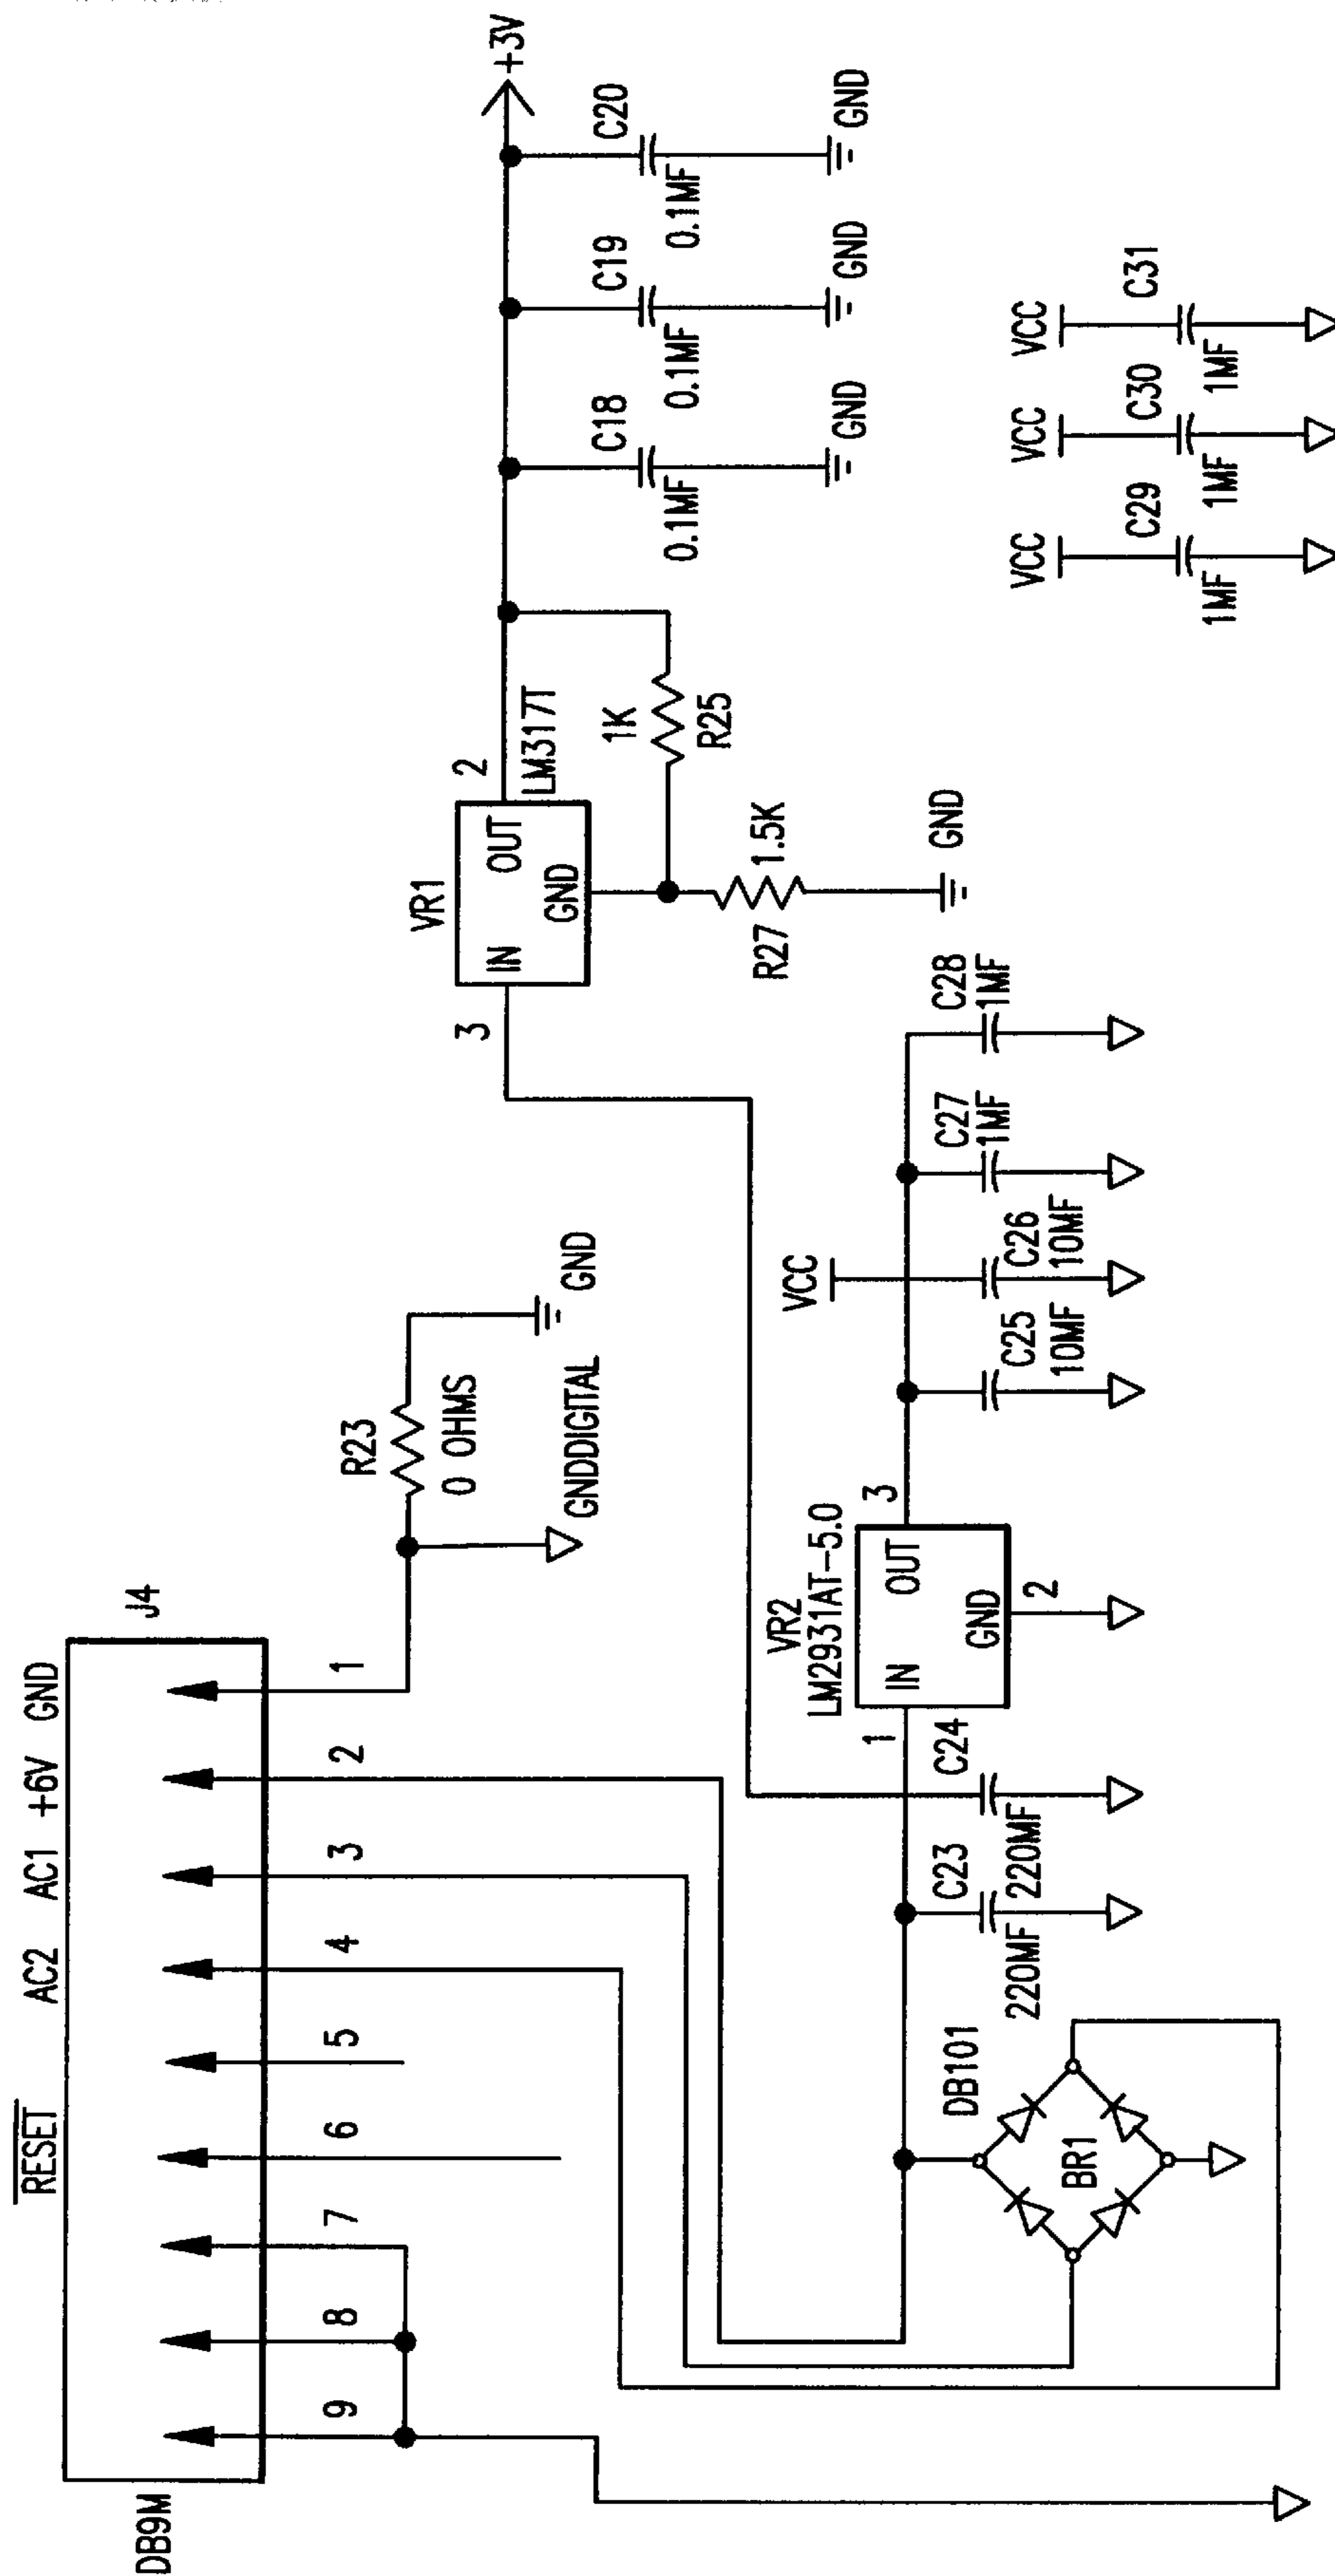 DB9M
J4
RESET
AC2
AC1
+6V
GND
9
8
7
6
5
4
3
2
1
R23
0 OHMS
GNDDIGITAL
GND
VR1
LM317T
IN
OUT
GND
3
2
1K
R25
R27
1.5K
GND
+3V
C18
0.1MF
GND
C19
0.1MF
GND
C20
0.1MF
GND
DB101
BR1
C23
220MF
C24
220MF
VR2
LM2931AT-5.0
IN
OUT
GND
1
3
2
VCC
C25
10MF
C26
10MF
C27
1MF
C28
1MF
VCC
C29
1MF
VCC
C30
1MF
VCC
C31
1MF